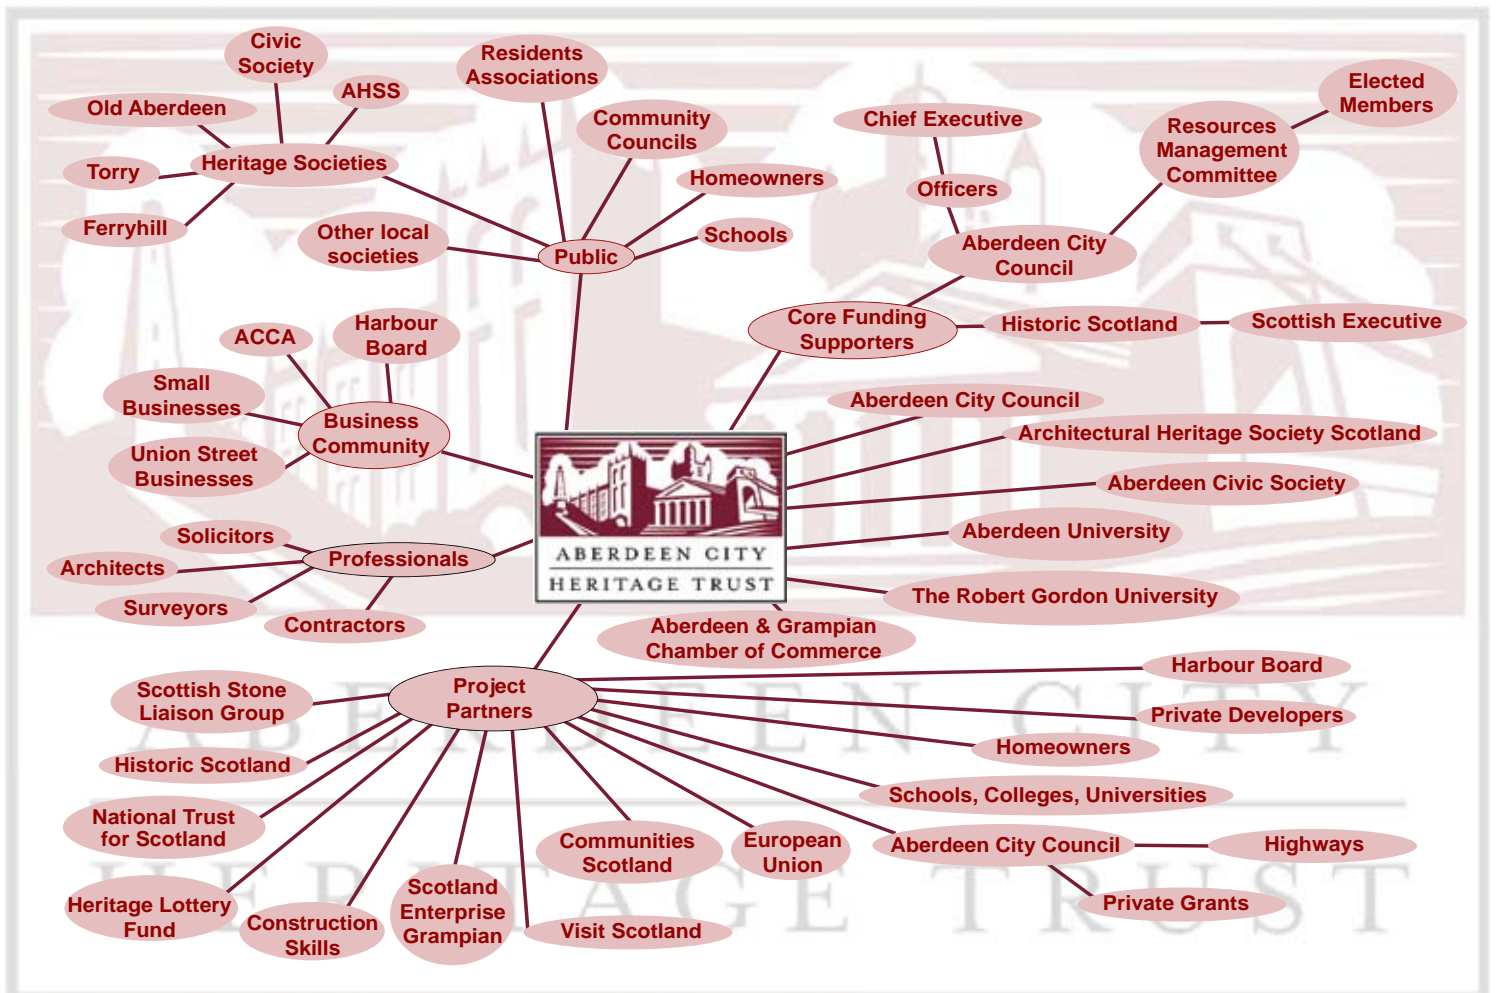 Civic
Society
Residents
Associations
Elected
Members
AHSS
Old Aberdeen
Community
Councils
Chief Executive
Resources
Management
Committee
Heritage Societies
Torry
Homeowners
Officers
Ferryhill
Other local
societies
Schools
Public
Aberdeen City
Council
Core Funding
Supporters
Historic Scotland
Scottish Executive
ACCA
Harbour
Board
Small
Businesses
Business
Community
Union Street
Businesses
Aberdeen City Council
Architectural Heritage Society Scotland
Aberdeen Civic Society
Aberdeen University
The Robert Gordon University
Aberdeen & Grampian
Chamber of Commerce
ABERDEEN CITY
HERITAGE TRUST
Solicitors
Professionals
Architects
Surveyors
Contractors
Project
Partners
Scottish Stone
Liaison Group
Historic Scotland
National Trust
for Scotland
Heritage Lottery
Fund
Construction
Skills
Scotland
Enterprise
Grampian
Visit Scotland
Communities
Scotland
European
Union
Harbour Board
Private Developers
Homeowners
Schools, Colleges, Universities
Aberdeen City Council
Highways
Private Grants
ABERDEEN CITY
HERITAGE TRUST